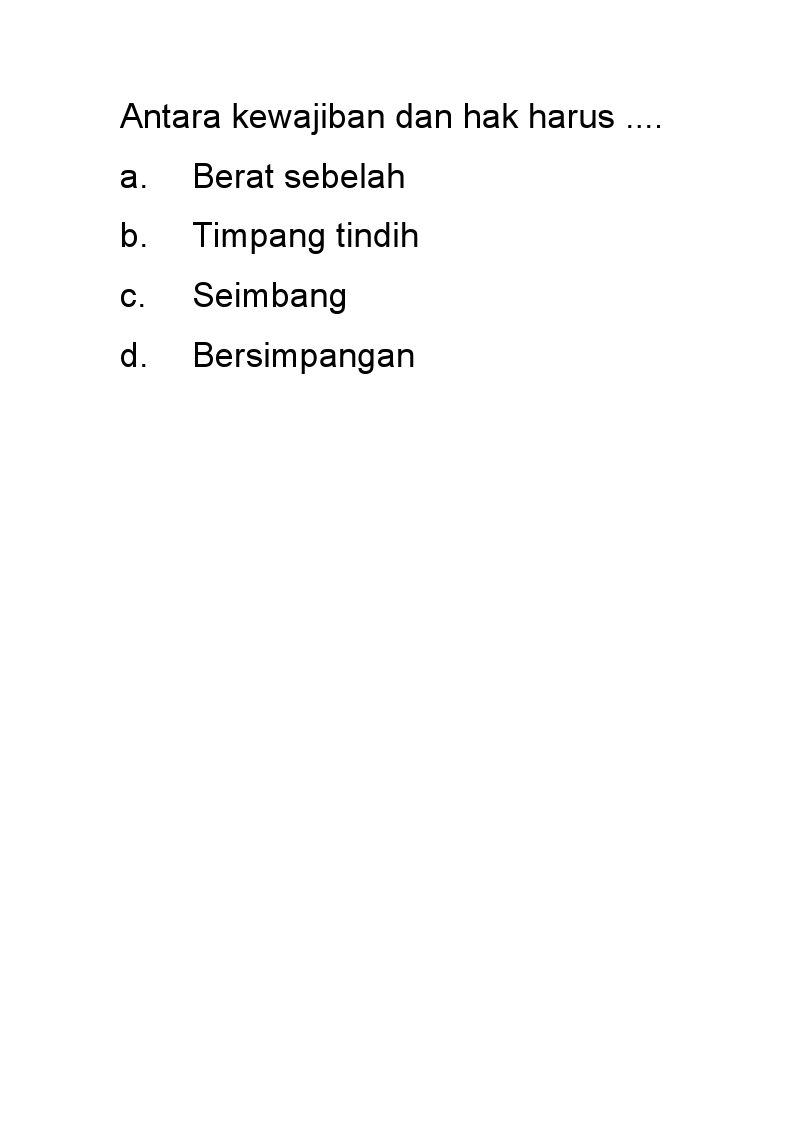 Antara kewajiban dan hak harus ....
a. Berat sebelah
b. Timpang tindih
c. Seimbang
d. Bersimpangan